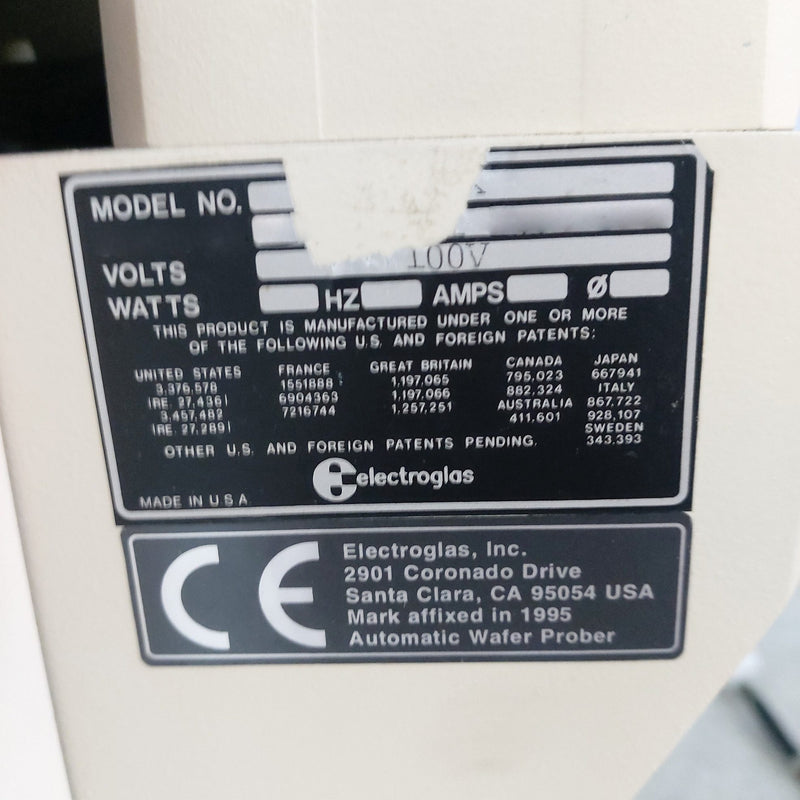 MODEL NO.
VOLTS 100V
WATTS HZ AMPS Ø
THIS PRODUCT IS MANUFACTURED UNDER ONE OR MORE
OF THE FOLLOWING U.S. AND FOREIGN PATENTS:
UNITED STATES
3,376,578
(RE. 27,436)
3,457,482
(RE. 27,289)
FRANCE
1551888
6904363
7216744
GREAT BRITAIN
1,197,065
1,197,066
1,257,251
CANADA
795,023
882,324
AUSTRALIA
411,601
JAPAN
667941
ITALY
867,722
928,107
SWEDEN
343,393
OTHER U.S. AND FOREIGN PATENTS PENDING.
electroglas
MADE IN U S A
CE
Electroglas, Inc.
2901 Coronado Drive
Santa Clara, CA 95054 USA
Mark affixed in 1995
Automatic Wafer Prober